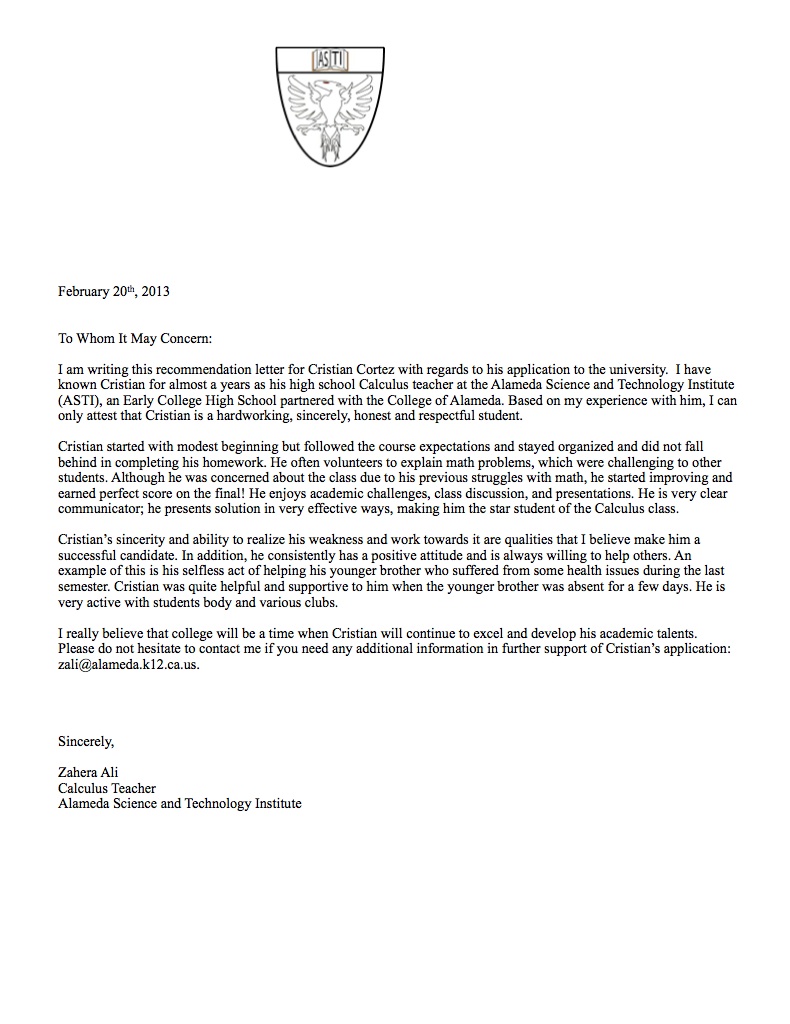 ASTI
February 20th, 2013
To Whom It May Concern:
I am writing this recommendation letter for Cristian Cortez with regards to his application to the university.  I have
known Cristian for almost a years as his high school Calculus teacher at the Alameda Science and Technology Institute
(ASTI), an Early College High School partnered with the College of Alameda. Based on my experience with him, I can
only attest that Cristian is a hardworking, sincerely, honest and respectful student.
Cristian started with modest beginning but followed the course expectations and stayed organized and did not fall
behind in completing his homework. He often volunteers to explain math problems, which were challenging to other
students. Although he was concerned about the class due to his previous struggles with math, he started improving and
earned perfect score on the final! He enjoys academic challenges, class discussion, and presentations. He is very clear
communicator; he presents solution in very effective ways, making him the star student of the Calculus class.
Cristian’s sincerity and ability to realize his weakness and work towards it are qualities that I believe make him a
successful candidate. In addition, he consistently has a positive attitude and is always willing to help others. An
example of this is his selfless act of helping his younger brother who suffered from some health issues during the last
semester. Cristian was quite helpful and supportive to him when the younger brother was absent for a few days. He is
very active with students body and various clubs.
I really believe that college will be a time when Cristian will continue to excel and develop his academic talents.
Please do not hesitate to contact me if you need any additional information in further support of Cristian’s application:
zali@alameda.k12.ca.us.
Sincerely,
Zahera Ali
Calculus Teacher
Alameda Science and Technology Institute